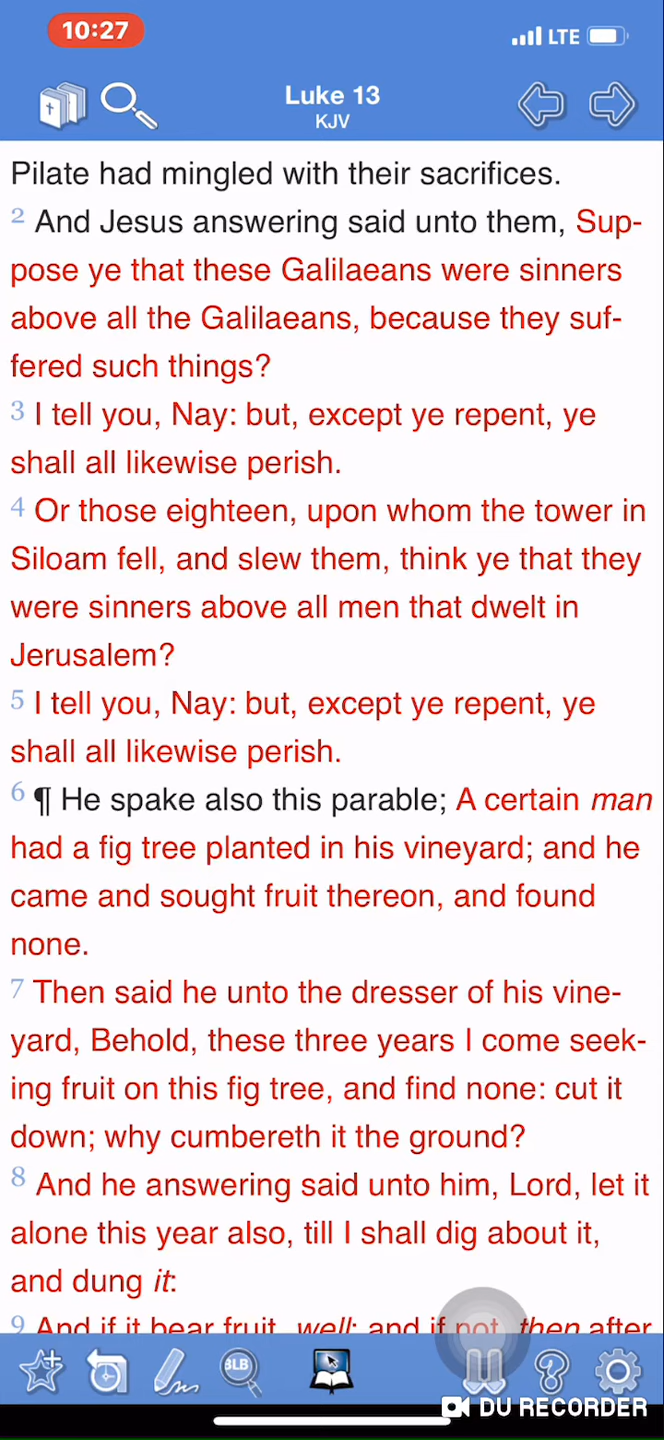 10:27
LTE
Luke 13
KJV
Pilate had mingled with their sacrifices.
2 And Jesus answering said unto them, Sup-
pose ye that these Galilaeans were sinners
above all the Galilaeans, because they suf-
fered such things?
3 I tell you, Nay: but, except ye repent, ye
shall all likewise perish.
4 Or those eighteen, upon whom the tower in
Siloam fell, and slew them, think ye that they
were sinners above all men that dwelt in
Jerusalem?
5 I tell you, Nay: but, except ye repent, ye
shall all likewise perish.
6 ¶ He spake also this parable; A certain man
had a fig tree planted in his vineyard; and he
came and sought fruit thereon, and found
none.
7 Then said he unto the dresser of his vine-
yard, Behold, these three years I come seek-
ing fruit on this fig tree, and find none: cut it
down; why cumbereth it the ground?
8 And he answering said unto him, Lord, let it
alone this year also, till I shall dig about it,
and dung it:
9 And if it bear fruit, well: and if not, then after
BLB
DU RECORDER